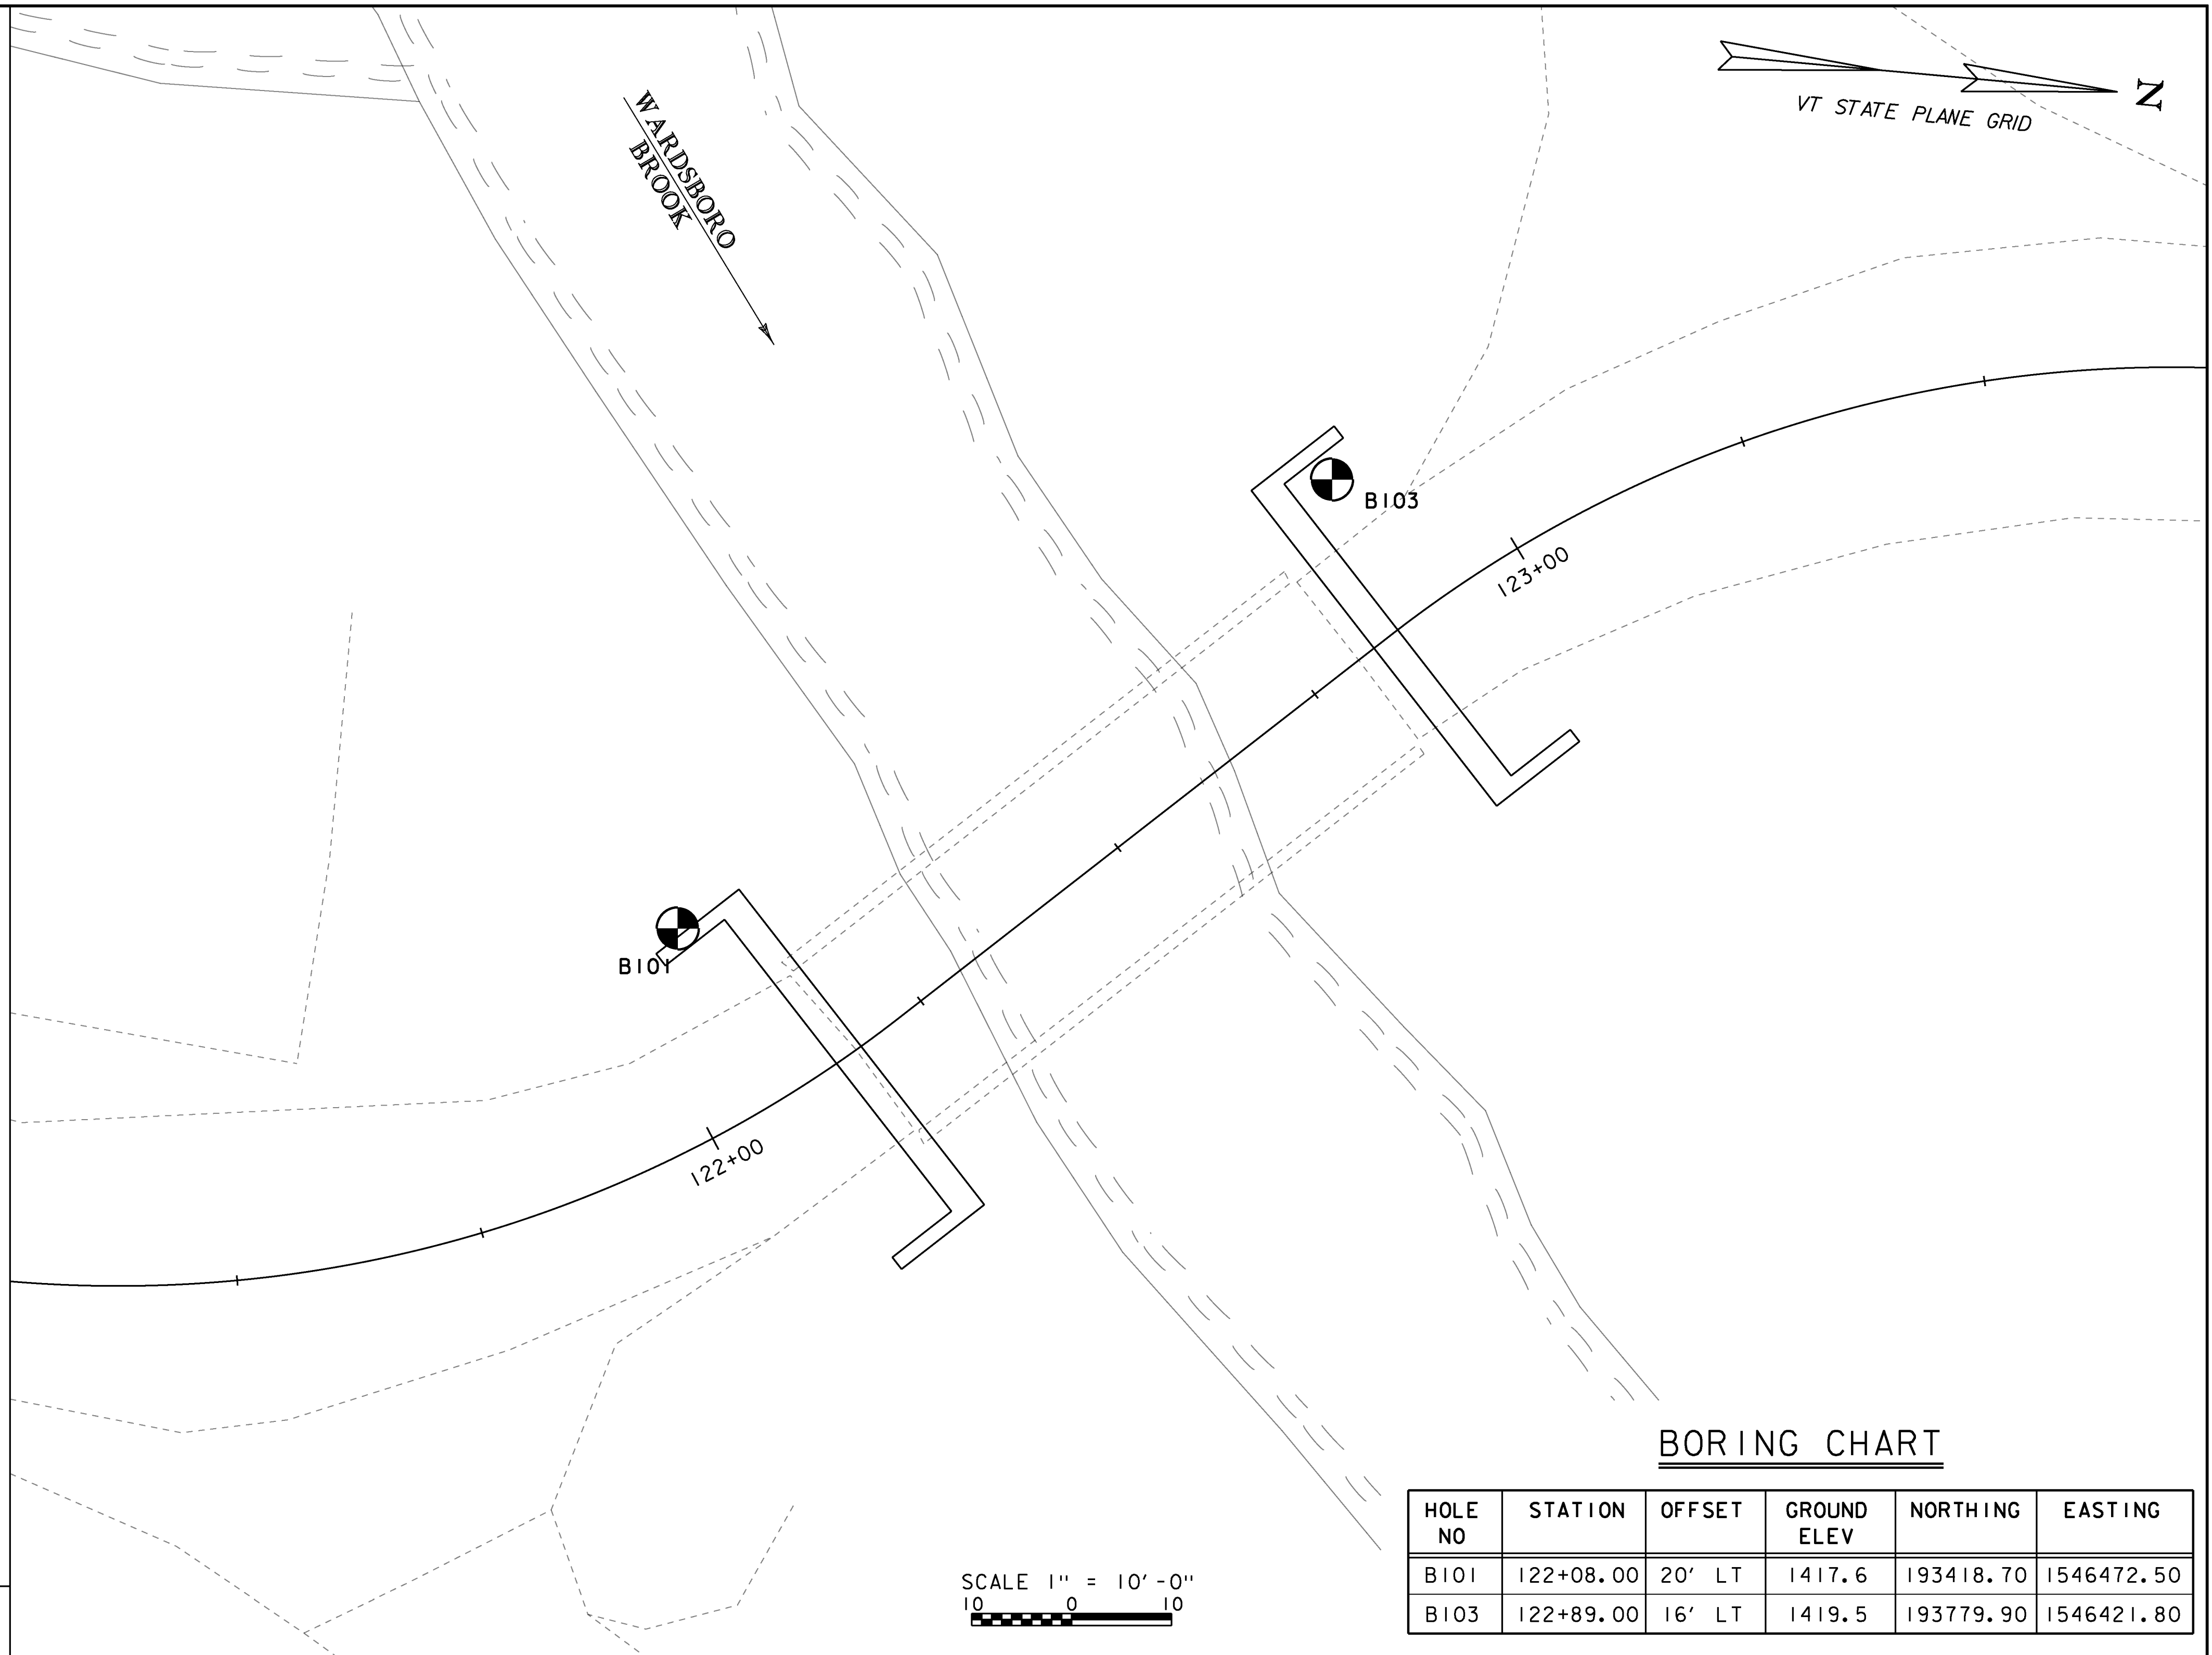 WARDSBORO
BROOK
N
VT STATE PLANE GRID
B103
123+00
B101
122+00
SCALE 1" = 10'-0"
10 0 10
BORING CHART
HOLE NO STATION OFFSET GROUND ELEV NORTHING EASTING
B101 122+08.00 20' LT 1417.6 193418.70 1546472.50
B103 122+89.00 16' LT 1419.5 193779.90 1546421.80